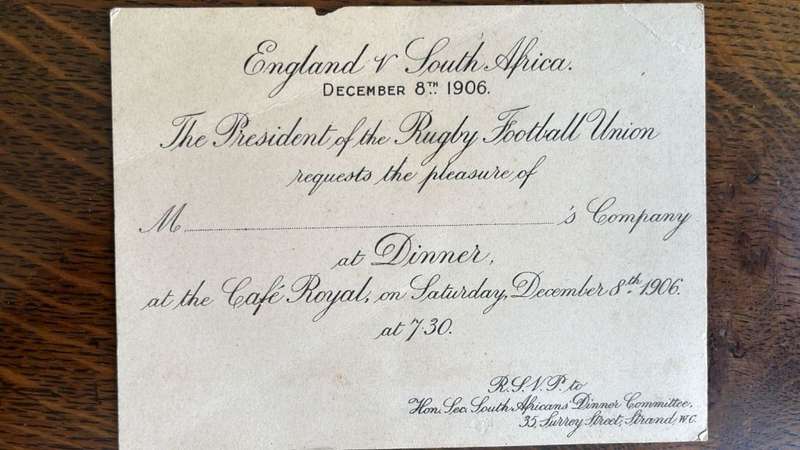 England v South Africa.
DECEMBER 8TH 1906.
The President of the Rugby Football Union
requests the pleasure of
M 's Company
at Dinner,
at the Café Royal, on Saturday, December 8th 1906.
at 7.30.
R.S.V.P. to
Hon. Sec. South Africans Dinner Committee,
35, Surrey Street, Strand, W.C.